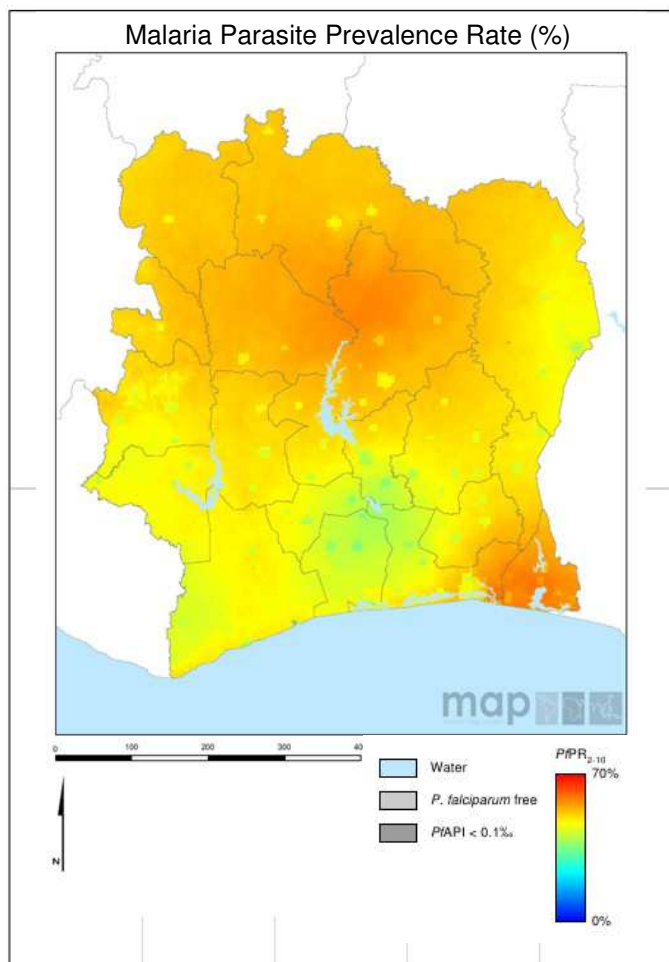 Malaria Parasite Prevalence Rate (%)
map
0 100 200 300 40
Water
P. falciparum free
PfAPI < 0.1‰
N
PfPR2-10
70%
0%